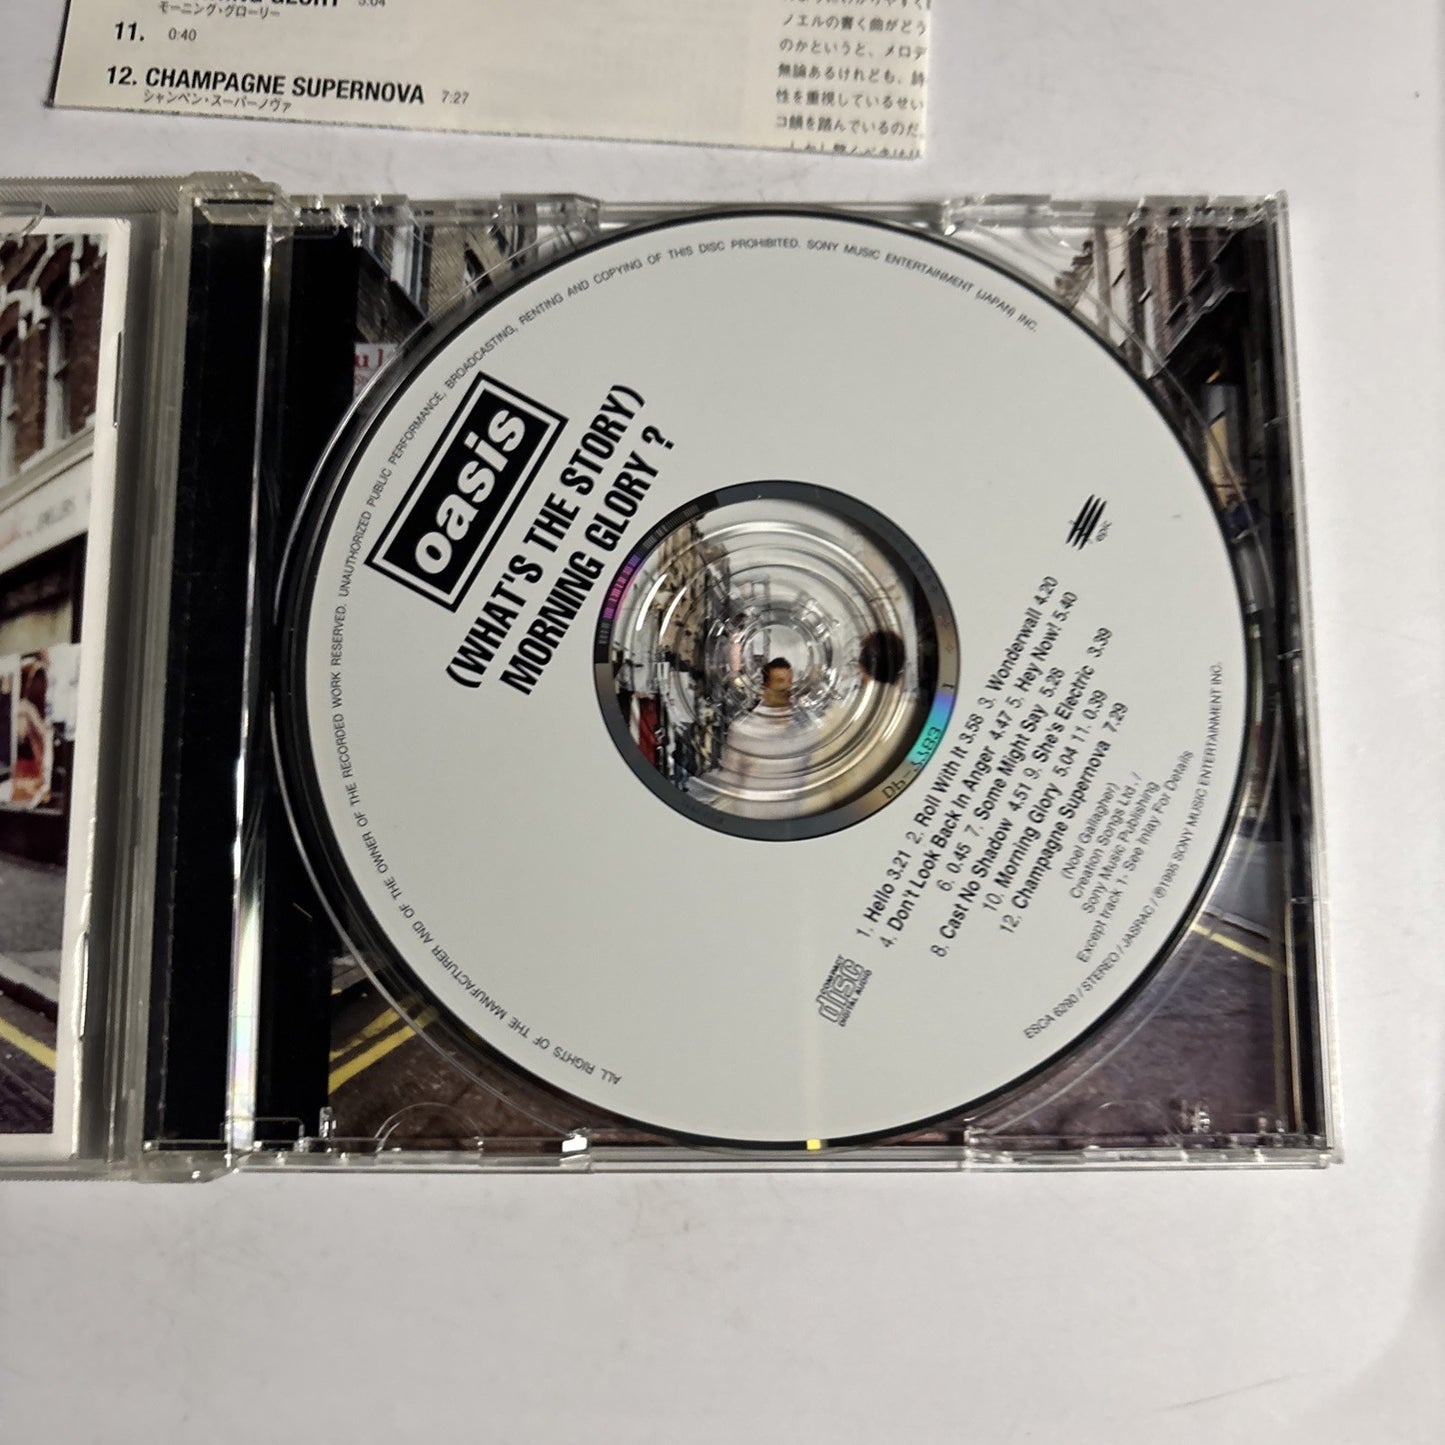 5:04
モーニング・グローリー
11. 0:40
12. CHAMPAGNE SUPERNOVA 7:27
シャンペン・スーパーノヴァ
ノエルの書く曲がどう
のかというと、メロデ
無論あるけれども、詩
性を重視しているせい
コ韻を踏んでいるのだ。
ALL RIGHTS OF THE MANUFACTURER AND OF THE OWNER OF THE RECORDED WORK RESERVED. UNAUTHORIZED PUBLIC PERFORMANCE, BROADCASTING, RENTING AND COPYING OF THIS DISC PROHIBITED. SONY MUSIC ENTERTAINMENT (JAPAN) INC.
oasis
(WHAT'S THE STORY)
MORNING GLORY ?
epic
1. Hello 3.21 2. Roll With It 3.58 3. Wonderwall 4.20
4. Don't Look Back In Anger 4.47 5. Hey Now! 5.40
6. 0.45 7. Some Might Say 5.28
8. Cast No Shadow 4.51 9. She's Electric 3.39
10. Morning Glory 5.04 11. 0.39
12. Champagne Supernova 7.29
(Noel Gallagher)
Creation Songs Ltd. /
Sony Music Publishing
Except track 1- See Inlay For Details
COMPACT
disc
DIGITAL AUDIO
ESCA 6290 / STEREO / JASRAC / ℗1995 SONY MUSIC ENTERTAINMENT INC.